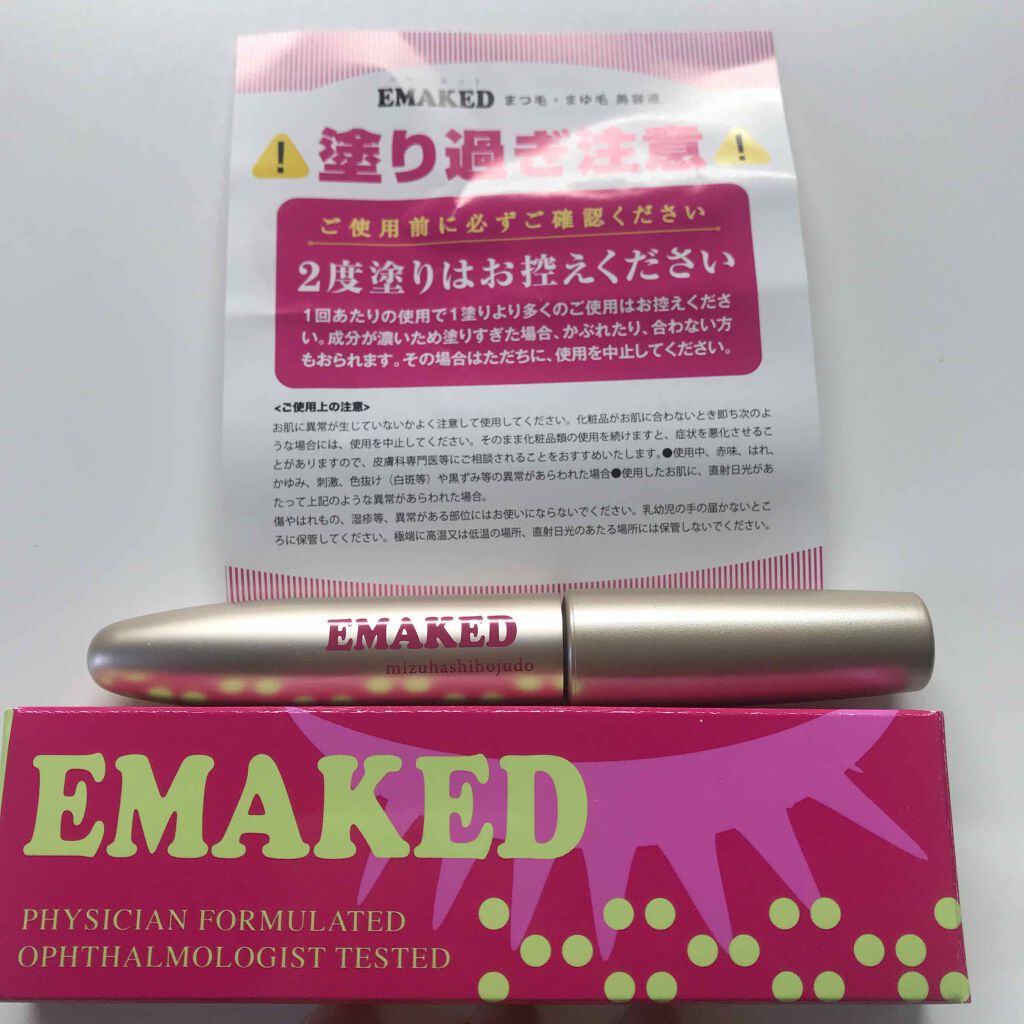 EMAKED まつ毛・まゆ毛 美容液
塗り過ぎ注意
ご使用前に必ずご確認ください
2度塗りはお控えください
1回あたりの使用で1塗りより多くのご使用はお控えくださ
い。成分が濃いため塗りすぎた場合、かぶれたり、合わない方
もおられます。その場合はただちに、使用を中止してください。
<ご使用上の注意>
お肌に異常が生じていないかよく注意して使用してください。化粧品がお肌に合わないとき即ち次のよ
うな場合には、使用を中止してください。そのまま化粧品類の使用を続けますと、症状を悪化させるこ
とがありますので、皮膚科専門医等にご相談されることをおすすめいたします。●使用中、赤味、はれ、
かゆみ、刺激、色抜け（白斑等）や黒ずみ等の異常があらわれた場合●使用したお肌に、直射日光があ
たって上記のような異常があらわれた場合。
傷やはれもの、湿疹等、異常がある部位にはお使いにならないでください。乳幼児の手の届かないとこ
ろに保管してください。極端に高温又は低温の場所、直射日光のあたる場所には保管しないでください。
EMAKED
mizuhashihojudo
EMAKED
PHYSICIAN FORMULATED
OPHTHALMOLOGIST TESTED